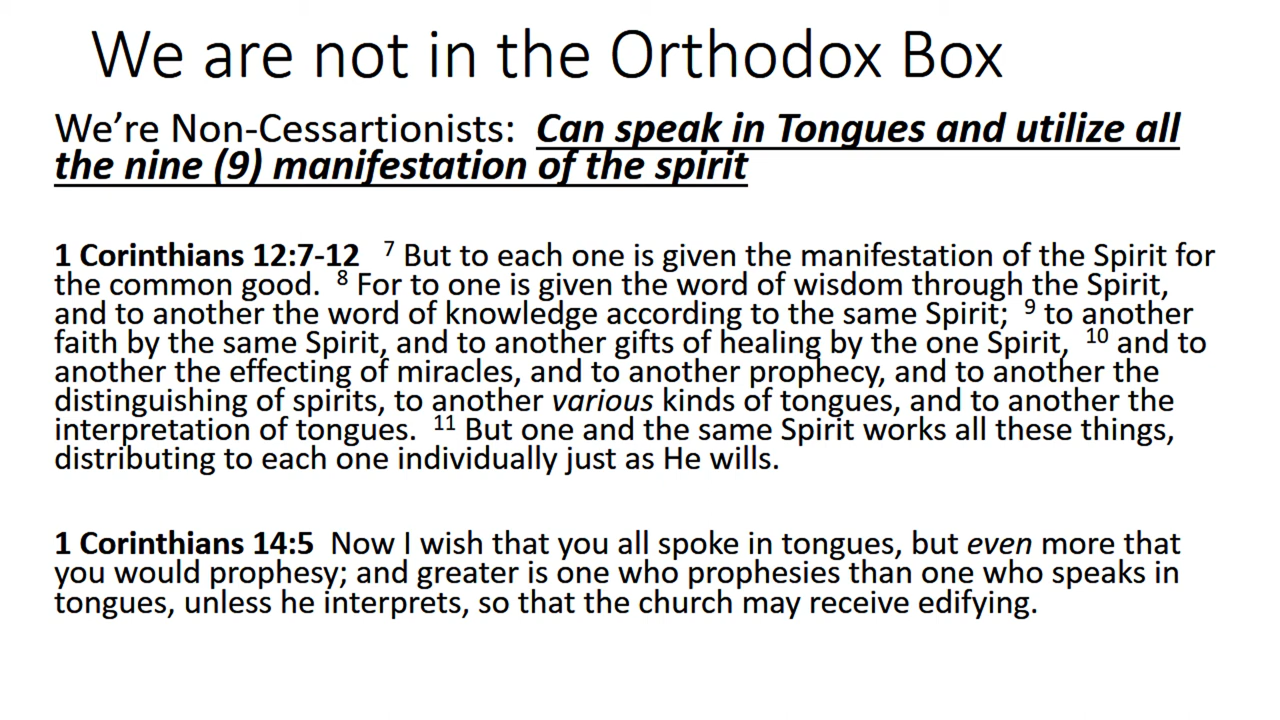 We are not in the Orthodox Box
We’re Non-Cessartionists:  Can speak in Tongues and utilize all
the nine (9) manifestation of the spirit
1 Corinthians 12:7-12   7 But to each one is given the manifestation of the Spirit for
the common good.  8 For to one is given the word of wisdom through the Spirit,
and to another the word of knowledge according to the same Spirit;  9 to another
faith by the same Spirit, and to another gifts of healing by the one Spirit,  10 and to
another the effecting of miracles, and to another prophecy, and to another the
distinguishing of spirits, to another various kinds of tongues, and to another the
interpretation of tongues.  11 But one and the same Spirit works all these things,
distributing to each one individually just as He wills.
1 Corinthians 14:5  Now I wish that you all spoke in tongues, but even more that
you would prophesy; and greater is one who prophesies than one who speaks in
tongues, unless he interprets, so that the church may receive edifying.